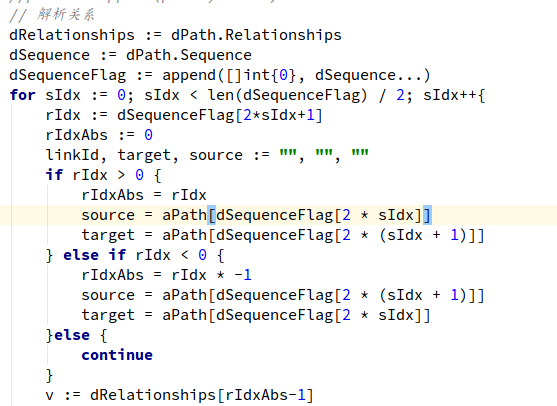 // 解析关系
dRelationships := dPath.Relationships
dSequence := dPath.Sequence
dSequenceFlag := append([]int{0}, dSequence...)
for sIdx := 0; sIdx < len(dSequenceFlag) / 2; sIdx++{
    rIdx := dSequenceFlag[2*sIdx+1]
    rIdxAbs := 0
    linkId, target, source := "", "", ""
    if rIdx > 0 {
        rIdxAbs = rIdx
        source = aPath[dSequenceFlag[2 * sIdx]]
        target = aPath[dSequenceFlag[2 * (sIdx + 1)]]
    } else if rIdx < 0 {
        rIdxAbs = rIdx * -1
        source = aPath[dSequenceFlag[2 * (sIdx + 1)]]
        target = aPath[dSequenceFlag[2 * sIdx]]
    }else {
        continue
    }
    v := dRelationships[rIdxAbs-1]